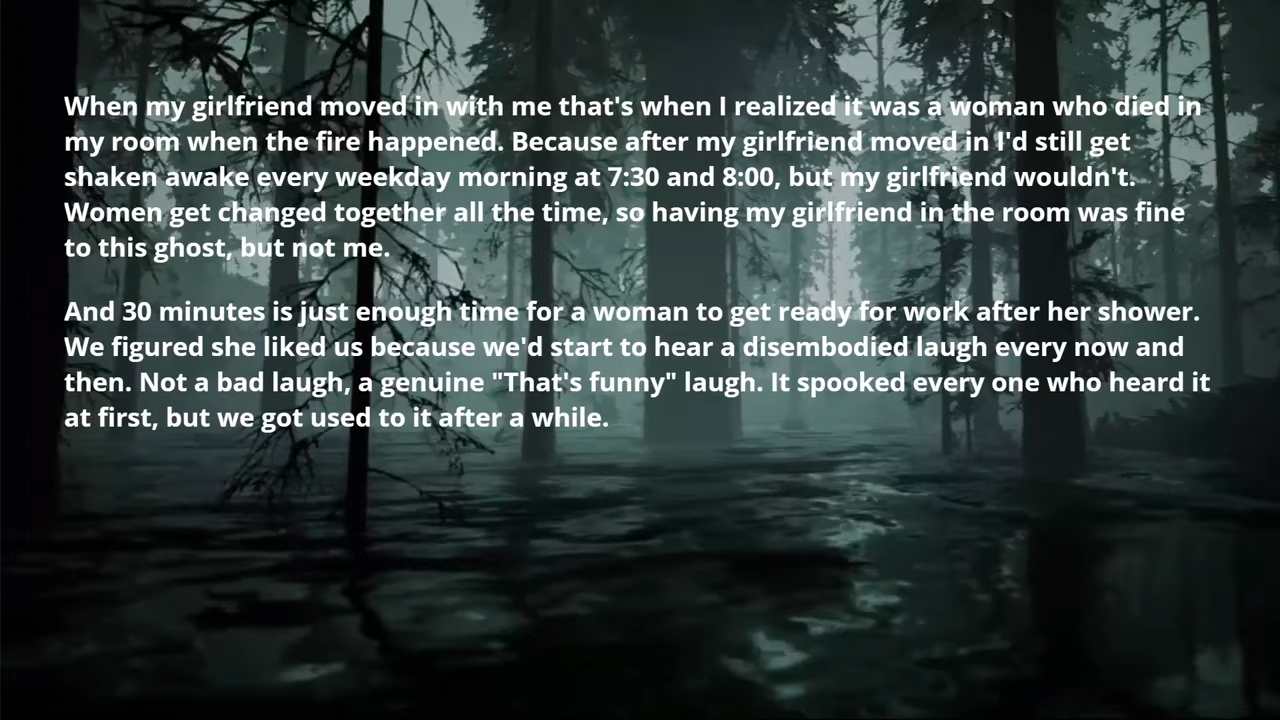 When my girlfriend moved in with me that's when I realized it was a woman who died in
my room when the fire happened. Because after my girlfriend moved in I'd still get
shaken awake every weekday morning at 7:30 and 8:00, but my girlfriend wouldn't.
Women get changed together all the time, so having my girlfriend in the room was fine
to this ghost, but not me.
And 30 minutes is just enough time for a woman to get ready for work after her shower.
We figured she liked us because we'd start to hear a disembodied laugh every now and
then. Not a bad laugh, a genuine "That's funny" laugh. It spooked every one who heard it
at first, but we got used to it after a while.